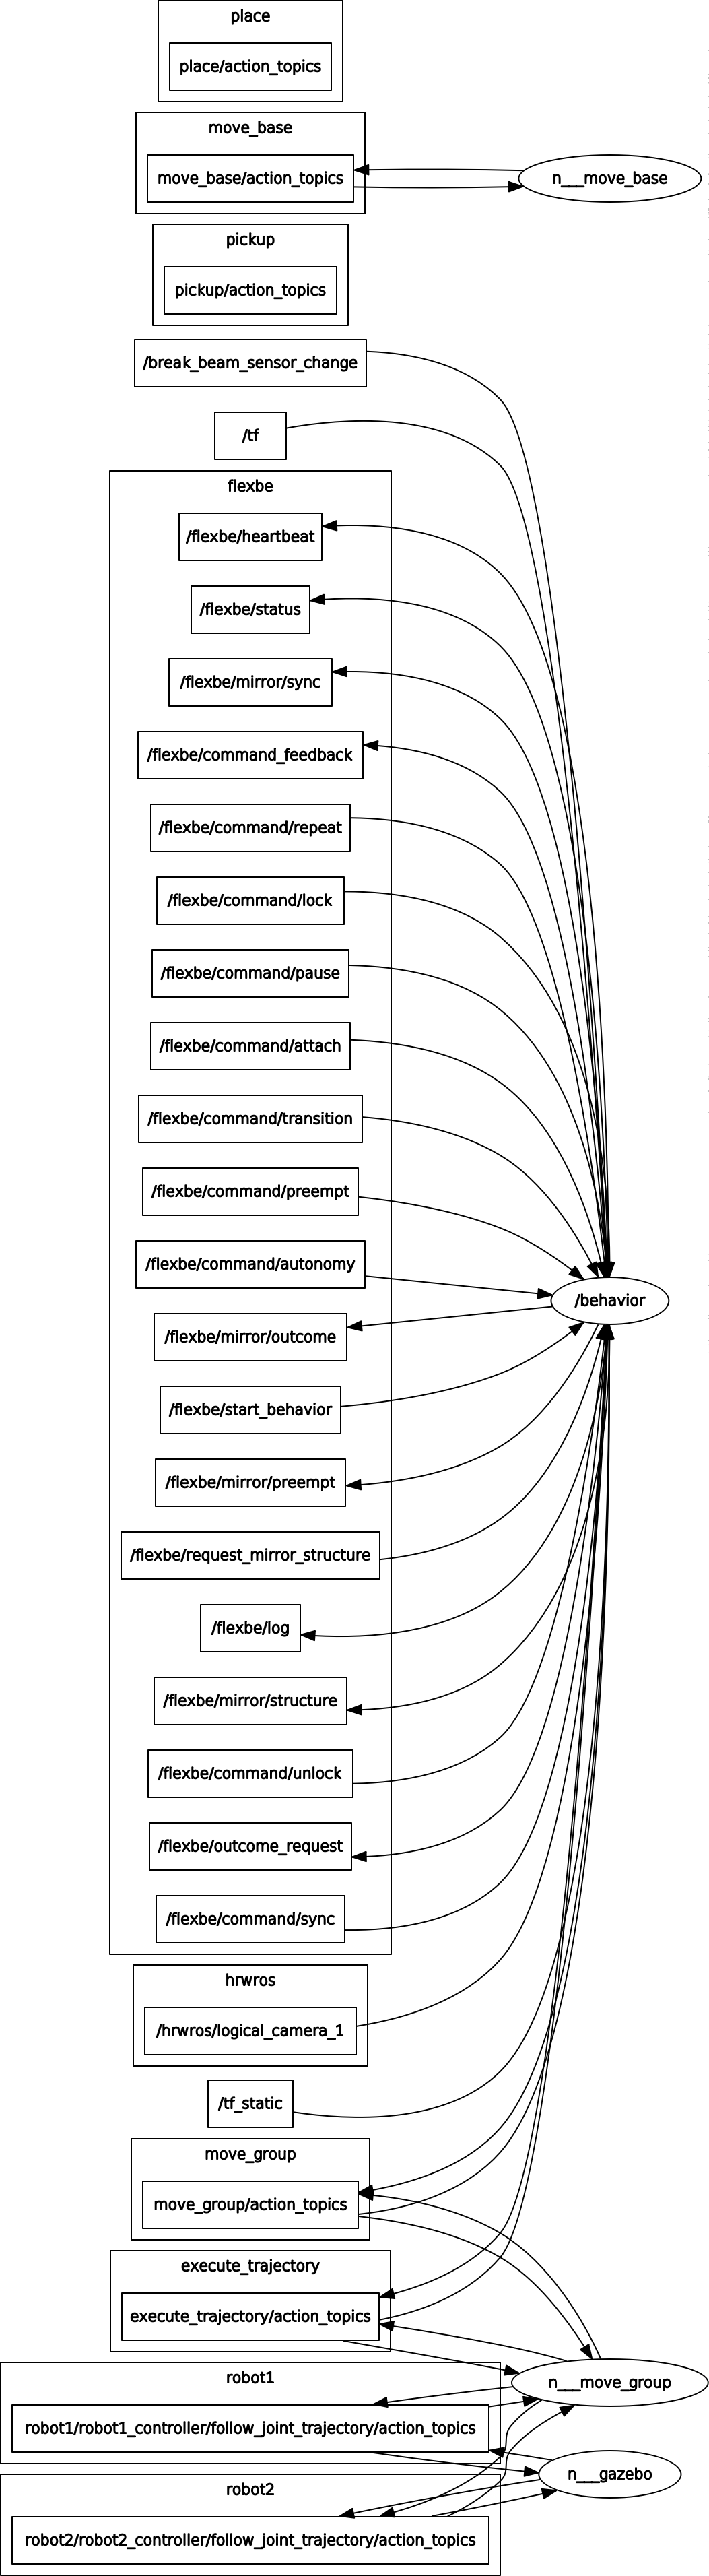 place
place/action_topics
move_base
move_base/action_topics
n___move_base
pickup
pickup/action_topics
/break_beam_sensor_change
/tf
flexbe
/flexbe/heartbeat
/flexbe/status
/flexbe/mirror/sync
/flexbe/command_feedback
/flexbe/command/repeat
/flexbe/command/lock
/flexbe/command/pause
/flexbe/command/attach
/flexbe/command/transition
/flexbe/command/preempt
/flexbe/command/autonomy
/behavior
/flexbe/mirror/outcome
/flexbe/start_behavior
/flexbe/mirror/preempt
/flexbe/request_mirror_structure
/flexbe/log
/flexbe/mirror/structure
/flexbe/command/unlock
/flexbe/outcome_request
/flexbe/command/sync
hrwros
/hrwros/logical_camera_1
/tf_static
move_group
move_group/action_topics
execute_trajectory
execute_trajectory/action_topics
robot1
n___move_group
robot1/robot1_controller/follow_joint_trajectory/action_topics
n___gazebo
robot2
robot2/robot2_controller/follow_joint_trajectory/action_topics